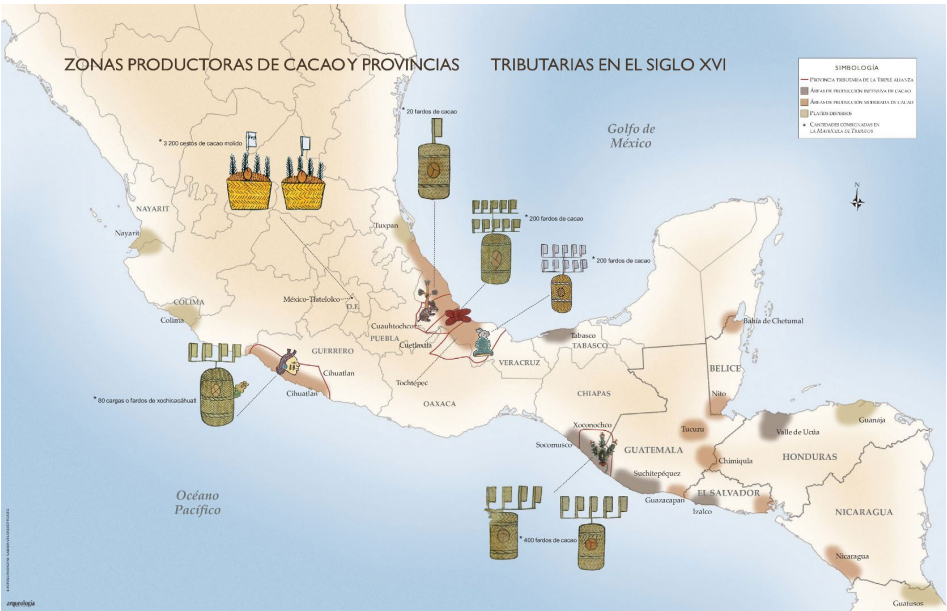 ZONAS PRODUCTORAS DE CACAO Y PROVINCIAS TRIBUTARIAS EN EL SIGLO XVI
SIMBOLOGÍA
PROVINCIA TRIBUTARIA DE LA TRIPLE ALIANZA
ÁREAS DE PRODUCCIÓN INTENSIVA DE CACAO
ÁREAS DE PRODUCCIÓN MODERADA DE CACAO
PLANTÍOS DISPERSOS
* CANTIDADES CONSIGNADAS EN
LA MATRÍCULA DE TRIBUTOS
* 20 fardos de cacao
* 3 200 cestos de cacao molido
Golfo de
México
N
* 200 fardos de cacao
* 200 fardos de cacao
NAYARIT
Nayarit
Tuxpan
COLIMA
Colima
México-Tlatelolco
D.F.
Cuauhtochco
PUEBLA
Cuetlaxtla
Tabasco
TABASCO
Bahía de Chetumal
GUERRERO
VERACRUZ
Cihuatlan
Cihuatlan
Tochtépec
BELICE
* 80 cargas o fardos de xochicacáhuatl
OAXACA
CHIAPAS
Nito
Guanaja
Xoconochco
Tucuru
Valle de Ucúa
Soconusco
GUATEMALA
Chimiqula
HONDURAS
Suchitepéquez
Océano
Pacífico
Guazacapan
EL SALVADOR
Izalco
NICARAGUA
* 400 fardos de cacao
Nicaragua
Guatusos
arqueología